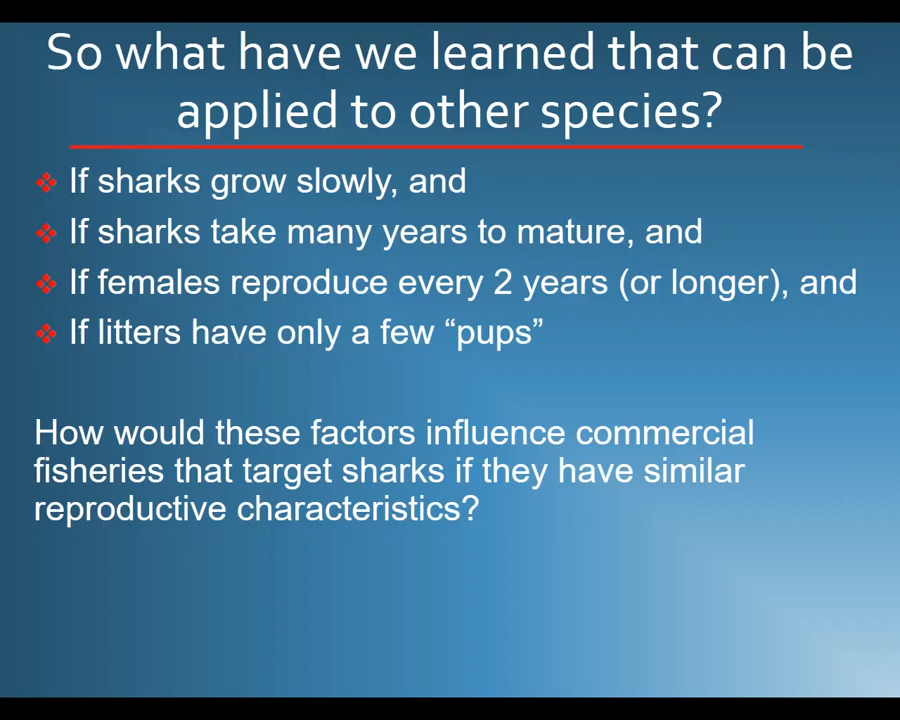 So what have we learned that can be
applied to other species?
❖ If sharks grow slowly, and
❖ If sharks take many years to mature, and
❖ If females reproduce every 2 years (or longer), and
❖ If litters have only a few “pups”
How would these factors influence commercial
fisheries that target sharks if they have similar
reproductive characteristics?